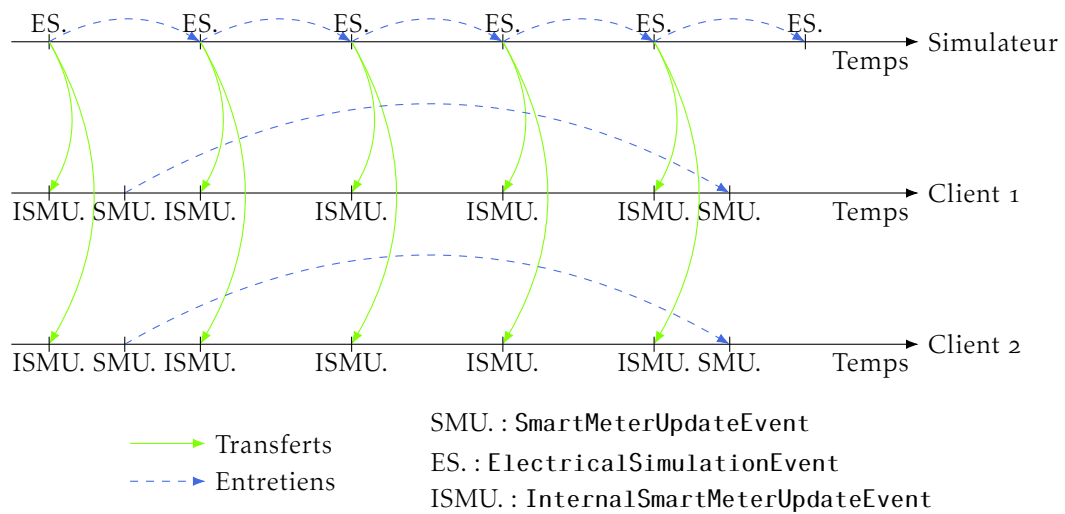 ES. ES. ES. ES. ES. ES.
Simulateur
Temps
Client 1
ISMU. SMU. ISMU. ISMU. ISMU. ISMU. SMU. Temps
Client 2
ISMU. SMU. ISMU. ISMU. ISMU. ISMU. SMU. Temps
SMU. : SmartMeterUpdateEvent
Transferts
ES. : ElectricalSimulationEvent
Entretiens
ISMU. : InternalSmartMeterUpdateEvent